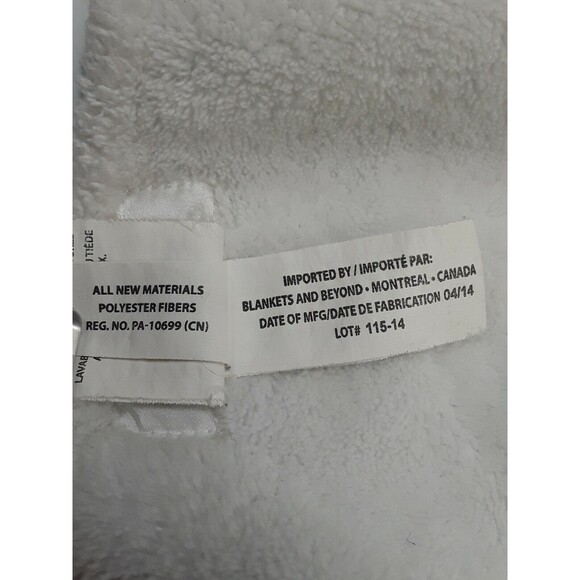 ALL NEW MATERIALS
POLYESTER FIBERS
REG. NO. PA-10699 (CN)
IMPORTED BY / IMPORTÉ PAR:
BLANKETS AND BEYOND • MONTREAL • CANADA
DATE OF MFG/DATE DE FABRICATION 04/14
LOT# 115-14